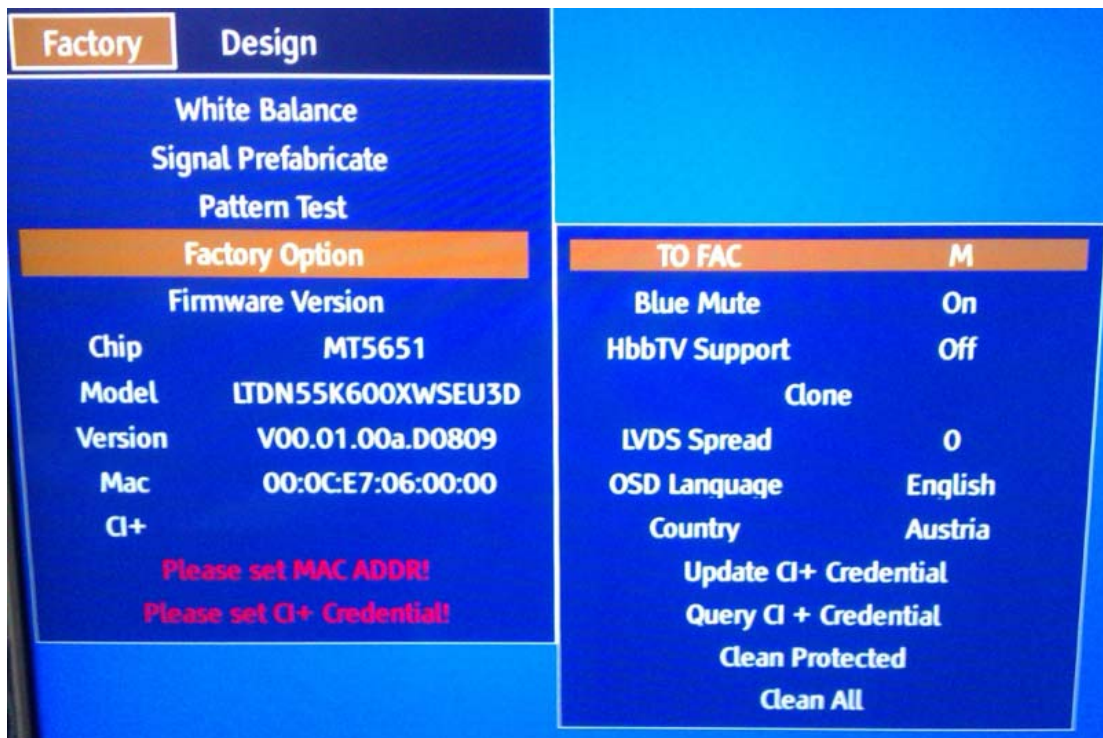 Factory Design
White Balance
Signal Prefabricate
Pattern Test
Factory Option
Firmware Version
Chip MT5651
Model LTDN55K600XWSEU3D
Version V00.01.00a.D0809
Mac 00:0C:E7:06:00:00
CI+
Please set MAC ADDR!
Please set CI+ Credential!
TO FAC M
Blue Mute On
HbbTV Support Off
Clone
LVDS Spread 0
OSD Language English
Country Austria
Update CI+ Credential
Query CI + Credential
Clean Protected
Clean All